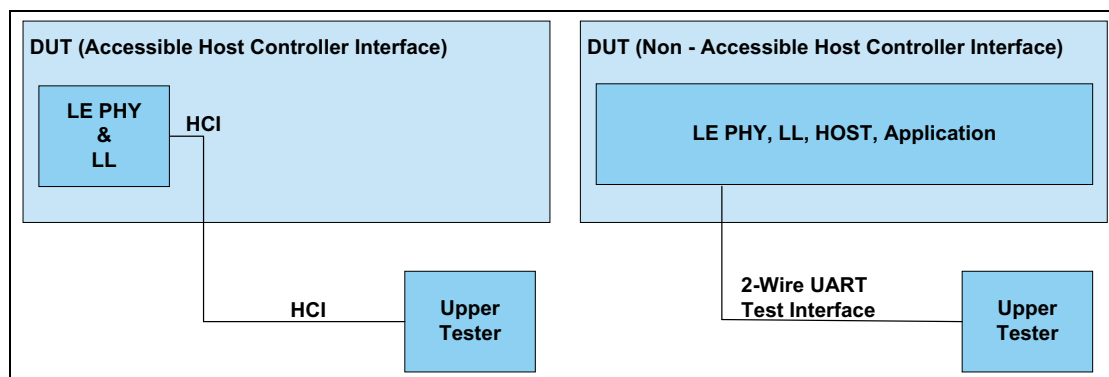 DUT (Accessible Host Controller Interface)
LE PHY
&
LL
HCI
HCI
Upper
Tester
DUT (Non - Accessible Host Controller Interface)
LE PHY, LL, HOST, Application
2-Wire UART
Test Interface
Upper
Tester